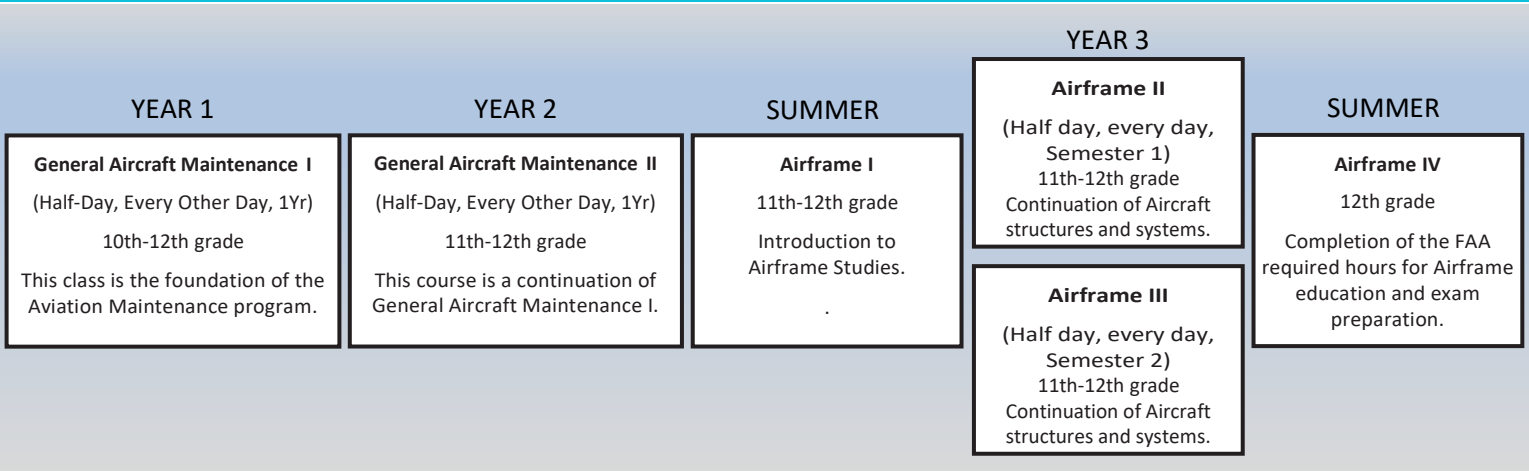 YEAR 1
General Aircraft Maintenance I
(Half-Day, Every Other Day, 1Yr)
10th-12th grade
This class is the foundation of the
Aviation Maintenance program.
YEAR 2
General Aircraft Maintenance II
(Half-Day, Every Other Day, 1Yr)
11th-12th grade
This course is a continuation of
General Aircraft Maintenance I.
SUMMER
Airframe I
11th-12th grade
Introduction to
Airframe Studies.
.
YEAR 3
Airframe II
(Half day, every day,
Semester 1)
11th-12th grade
Continuation of Aircraft
structures and systems.
Airframe III
(Half day, every day,
Semester 2)
11th-12th grade
Continuation of Aircraft
structures and systems.
SUMMER
Airframe IV
12th grade
Completion of the FAA
required hours for Airframe
education and exam
preparation.